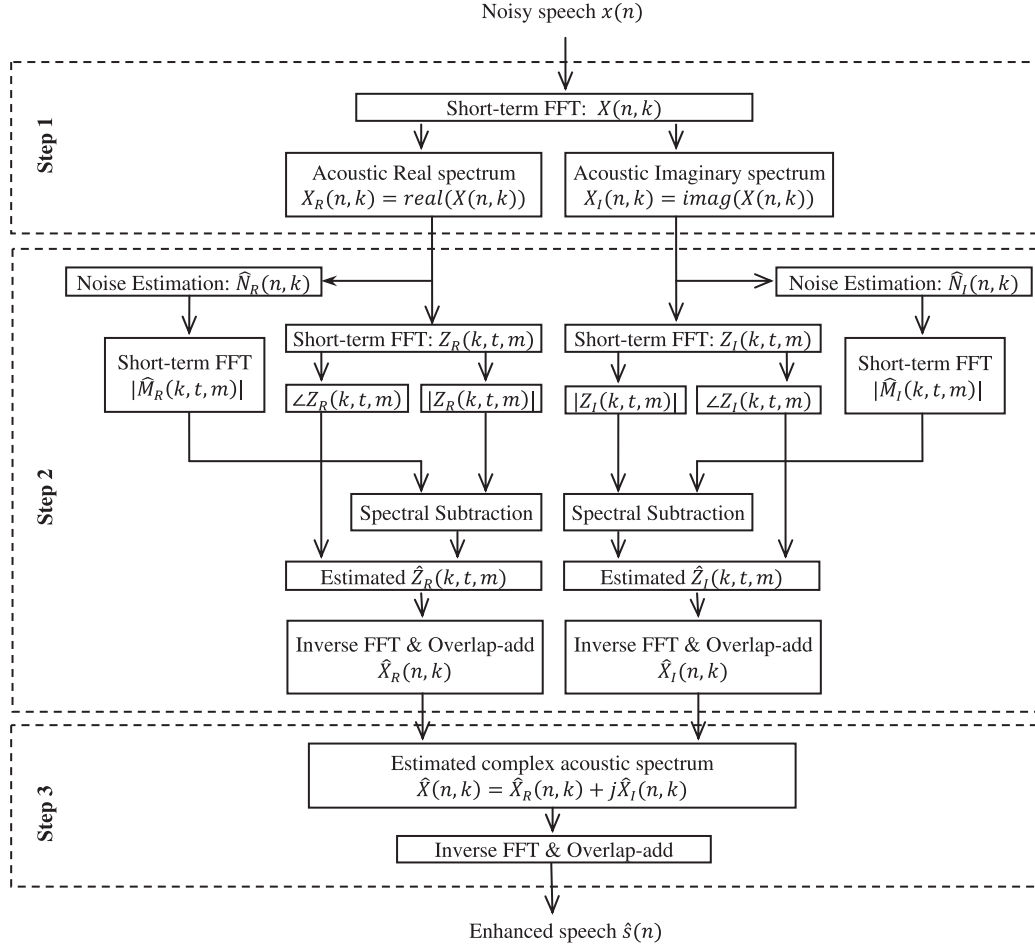 Noisy speech x(n)
Step 1
Short-term FFT: X(n, k)
Acoustic Real spectrum
X_R(n, k) = real(X(n, k))
Acoustic Imaginary spectrum
X_I(n, k) = imag(X(n, k))
Step 2
Noise Estimation: N̂_R(n, k)
Noise Estimation: N̂_I(n, k)
Short-term FFT
|M̂_R(k, t, m)|
Short-term FFT: Z_R(k, t, m)
∠Z_R(k, t, m)
|Z_R(k, t, m)|
Short-term FFT: Z_I(k, t, m)
|Z_I(k, t, m)|
∠Z_I(k, t, m)
Short-term FFT
|M̂_I(k, t, m)|
Spectral Subtraction
Spectral Subtraction
Estimated Ẑ_R(k, t, m)
Estimated Ẑ_I(k, t, m)
Inverse FFT & Overlap-add
X̂_R(n, k)
Inverse FFT & Overlap-add
X̂_I(n, k)
Step 3
Estimated complex acoustic spectrum
X̂(n, k) = X̂_R(n, k) + jX̂_I(n, k)
Inverse FFT & Overlap-add
Enhanced speech ŝ(n)